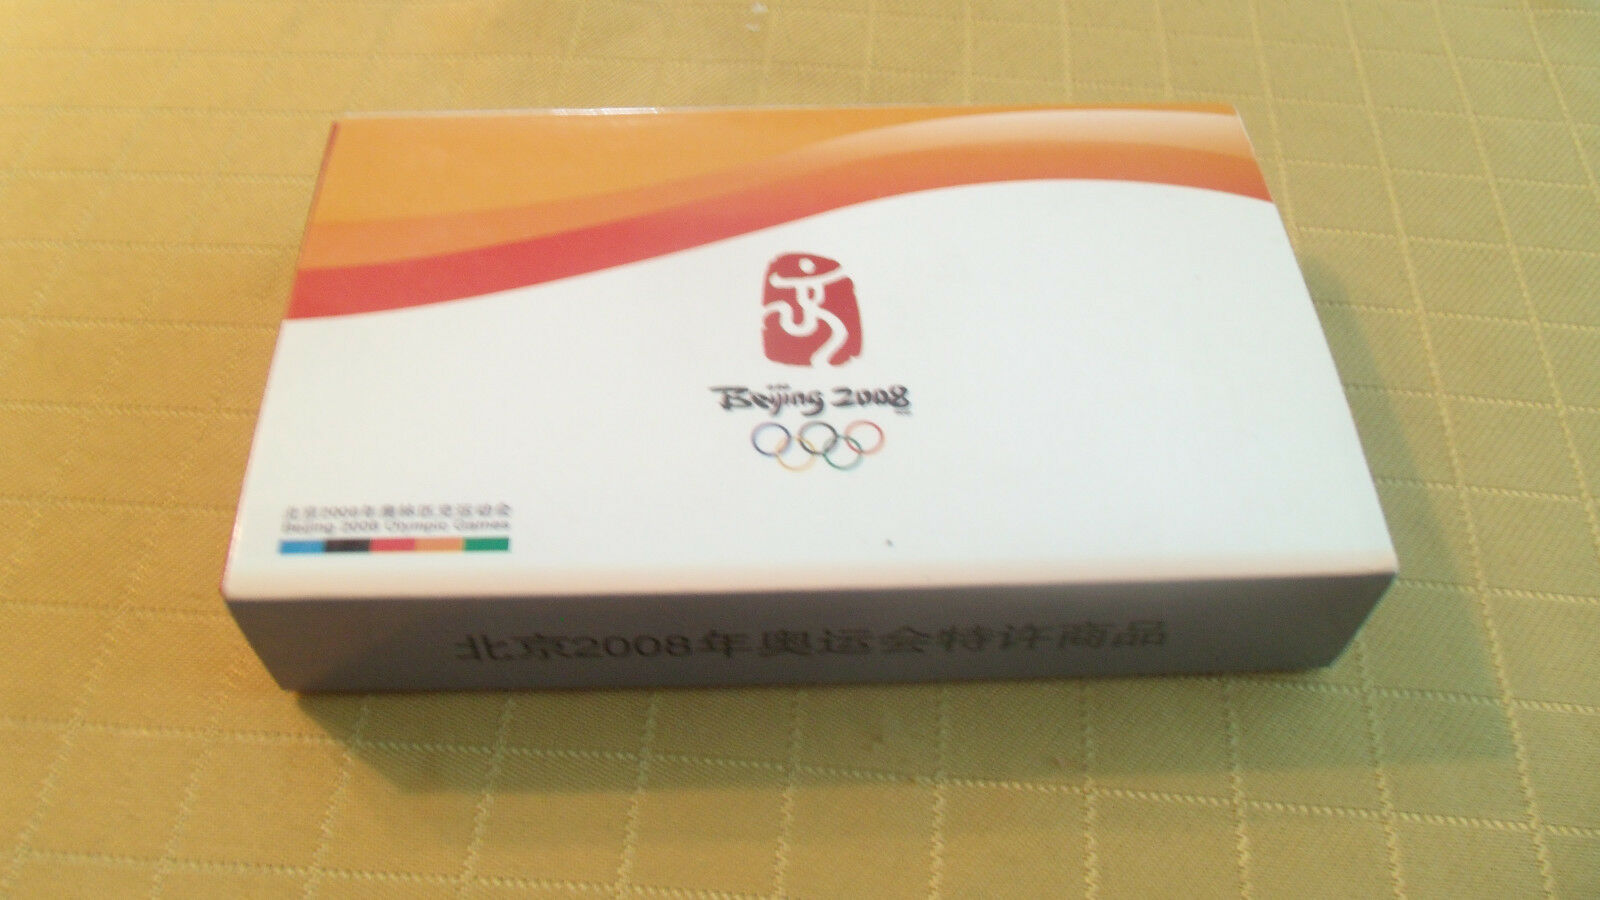 Beijing 2008
北京2008年奥林匹克运动会
Beijing 2008 Olympic Games
北京2008年奥运会特许商品